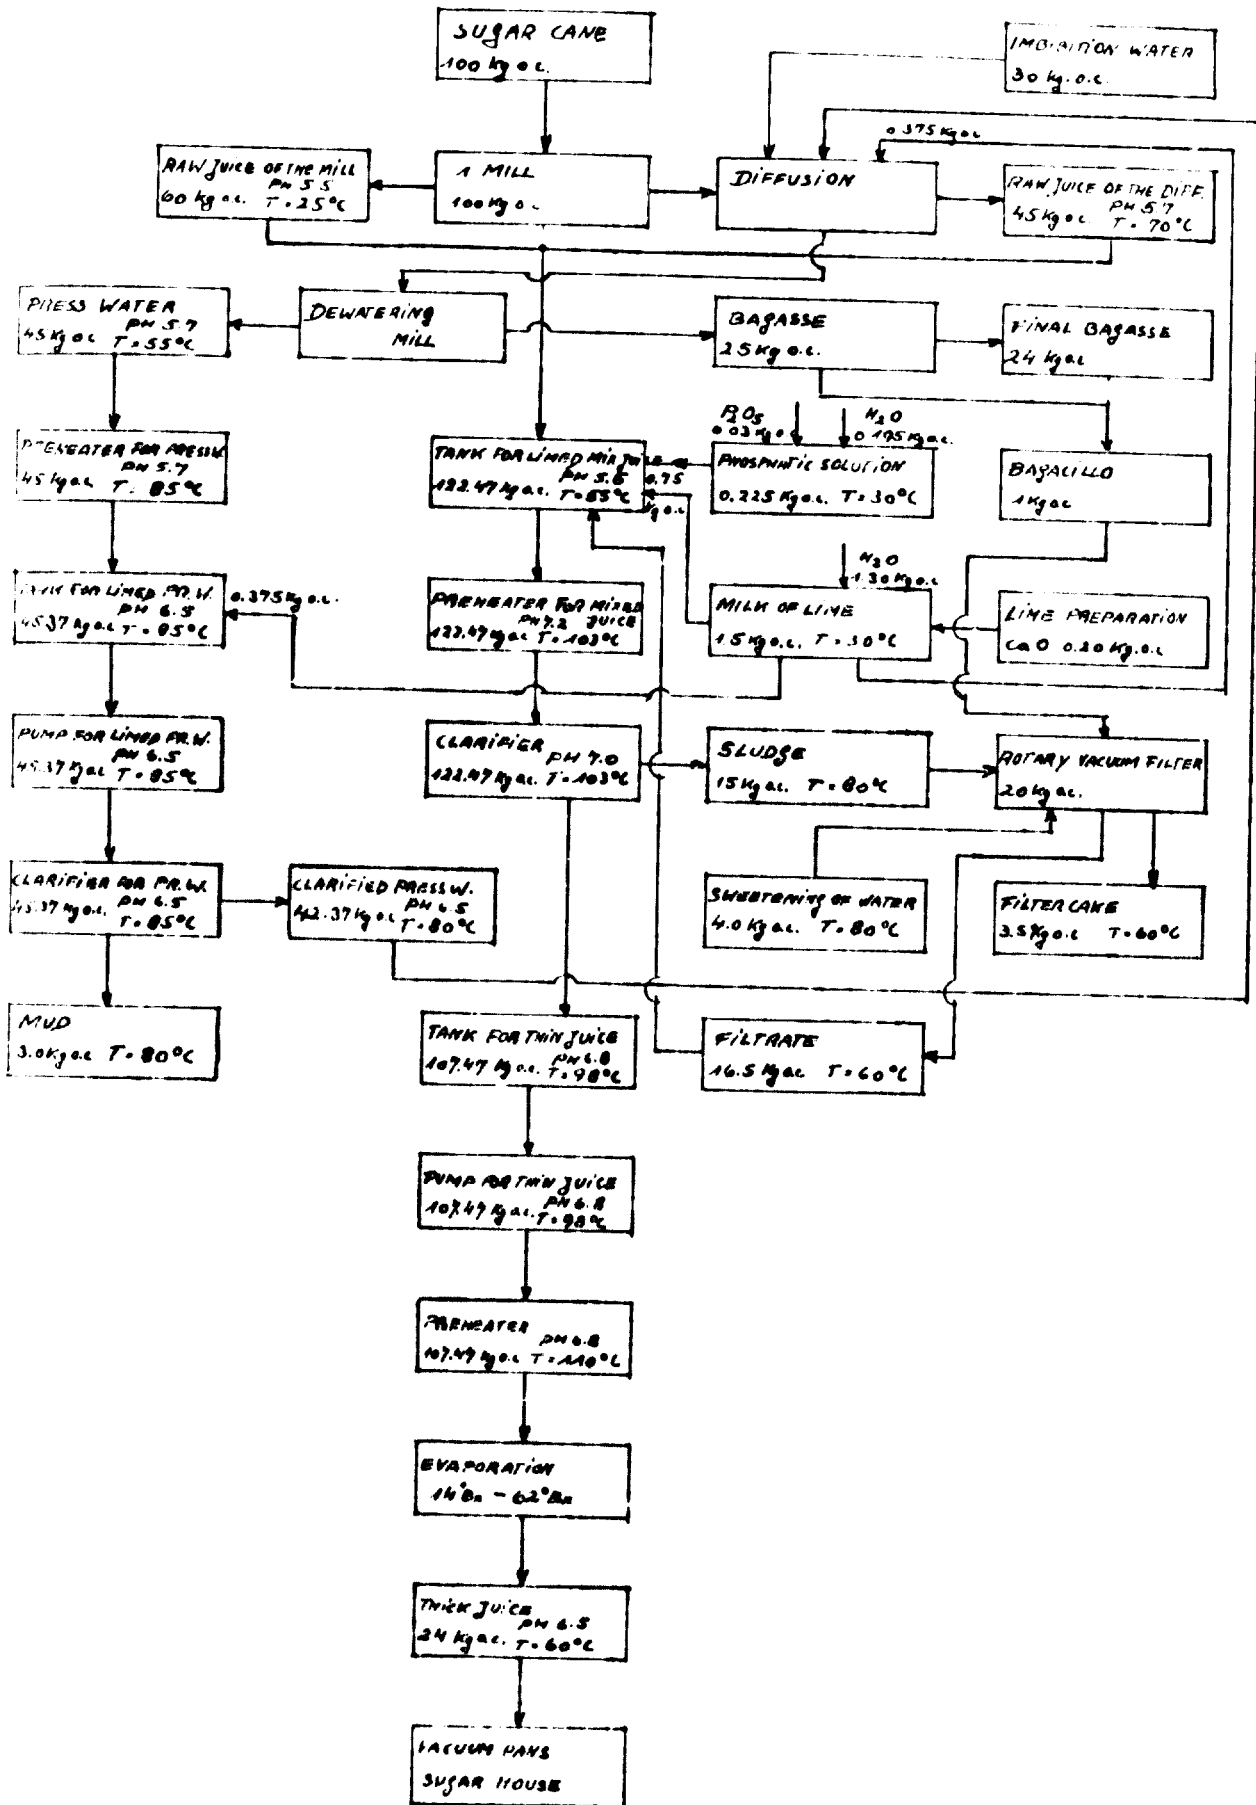 SUGAR CANE
100 Kg o.c.
IMBIBITION WATER
30 Kg. o.c.
0.375 Kg o.c.
RAW JUICE OF THE MILL
PH 5.5
60 Kg o.c. T = 25°C
1 MILL
100 Kg o.c.
DIFFUSION
RAW JUICE OF THE DIFF.
PH 5.7
45 Kg o.c. T = 70°C
PRESS WATER
PH 5.7
45 Kg o.c. T = 55°C
DEWATERING
MILL
BAGASSE
25 Kg o.c.
FINAL BAGASSE
24 Kg o.c.
P2O5
0.03 Kg o.c.
H2O
0.195 Kg o.c.
PREHEATER FOR PRESSW.
PH 5.7
45 Kg o.c. T = 85°C
TANK FOR LIMED MIX JUICE
PH 5.6
122.47 Kg o.c. T = 65°C
0.75
Kg o.c.
PHOSPHATIC SOLUTION
0.225 Kg o.c. T = 30°C
BAGACILLO
1 Kg o.c.
H2O
1.30 Kg o.c.
TANK FOR LIMED PR.W.
PH 6.5
45.37 Kg o.c. T = 85°C
0.375 Kg o.c.
PREHEATER FOR MIXED
PH 7.2 JUICE
122.47 Kg o.c. T = 103°C
MILK OF LIME
1.5 Kg o.c. T = 30°C
LIME PREPARATION
CaO 0.20 Kg. o.c.
PUMP FOR LIMED PR.W.
PH 6.5
45.37 Kg o.c. T = 85°C
CLARIFIER PH 7.0
122.47 Kg o.c. T = 103°C
SLUDGE
15 Kg o.c. T = 80°C
ROTARY VACUUM FILTER
20 Kg o.c.
CLARIFIER FOR PR.W.
PH 6.5
45.37 Kg o.c. T = 85°C
CLARIFIED PRESSW.
PH 6.5
42.37 Kg o.c. T = 80°C
SWEETENING OF WATER
4.0 Kg o.c. T = 80°C
FILTERCAKE
3.5 Kg o.c. T = 60°C
MUD
3.0 Kg o.c. T = 80°C
TANK FOR THIN JUICE
PH 6.8
107.47 Kg o.c. T = 98°C
FILTRATE
16.5 Kg o.c. T = 60°C
PUMP FOR THIN JUICE
PH 6.8
107.47 Kg o.c. T = 98°C
PREHEATER
PH 6.8
107.47 Kg o.c. T = 110°C
EVAPORATION
14°Bx - 62°Bx
THICK JUICE
PH 6.5
24 Kg o.c. T = 60°C
VACUUM PANS
SUGAR HOUSE